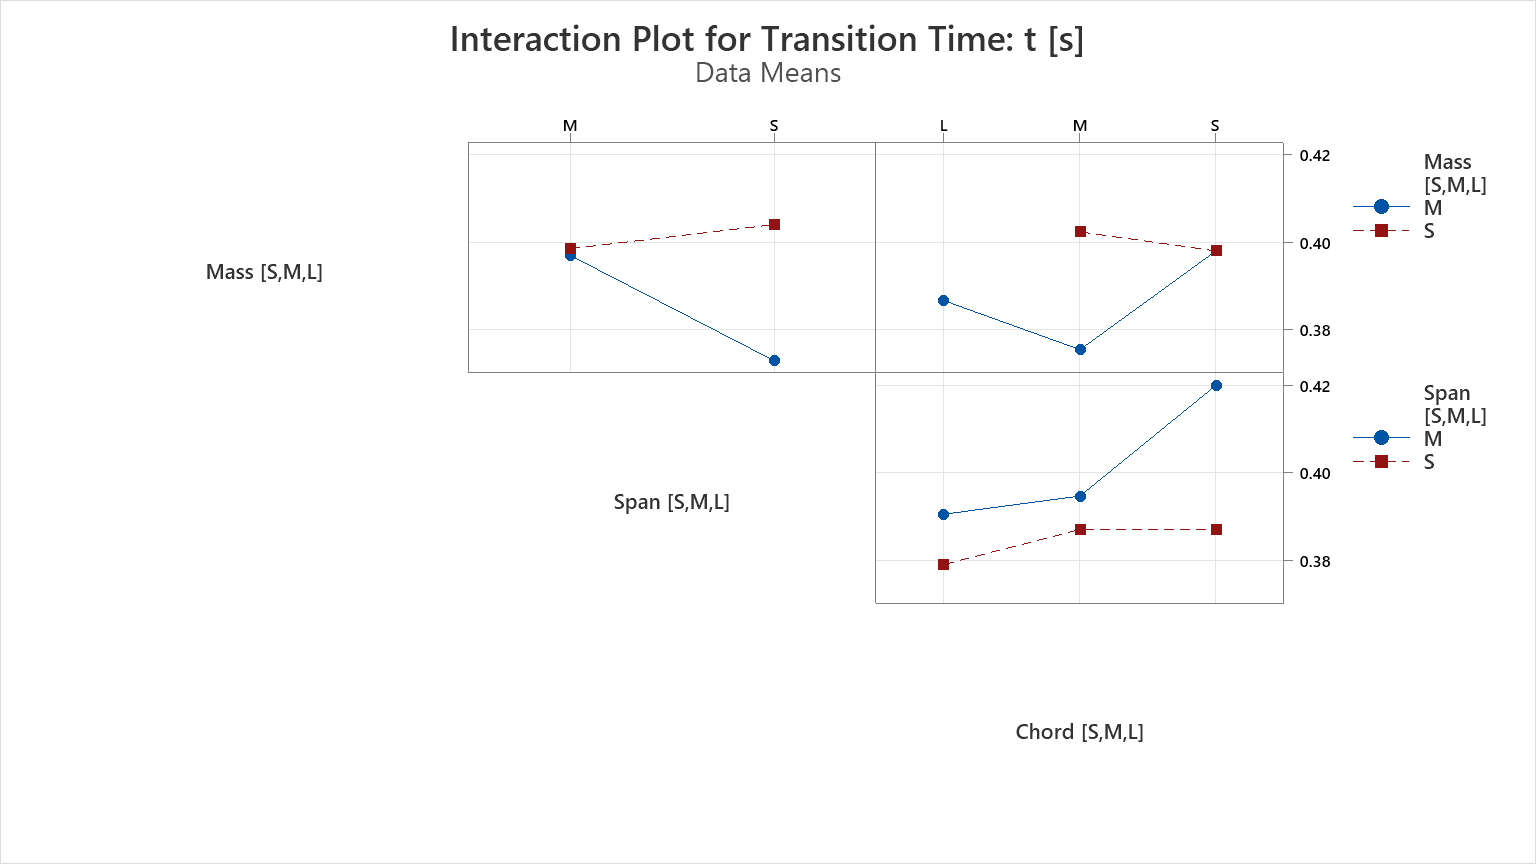 Interaction Plot for Transition Time: t [s]
Data Means
M S L M S
0.42
0.40
0.38
Mass
[S,M,L]
M
S
Mass [S,M,L]
0.42
0.40
0.38
Span
[S,M,L]
M
S
Span [S,M,L]
Chord [S,M,L]